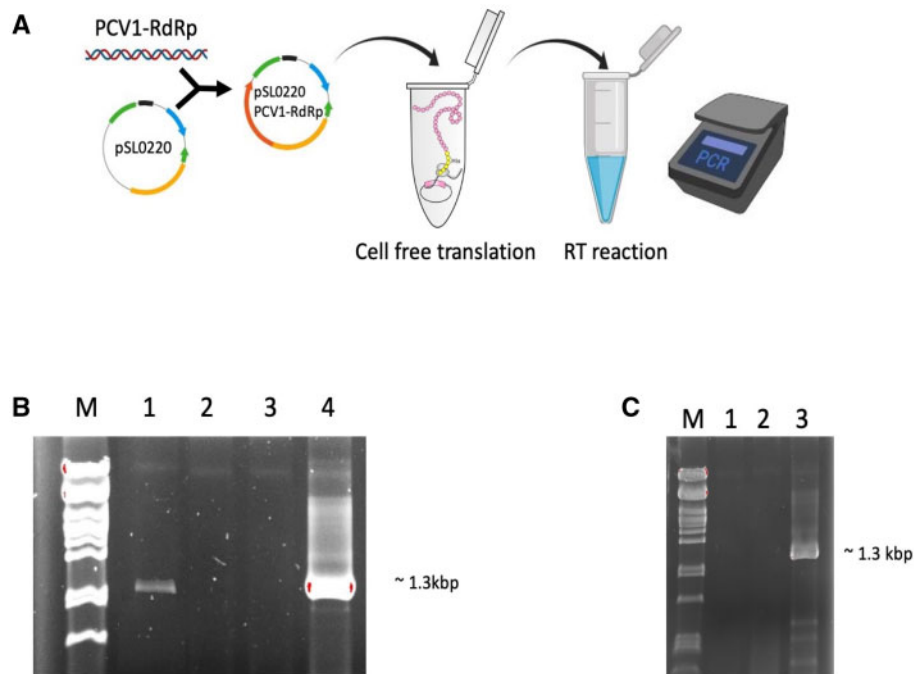 A
PCV1-RdRp
pSL0220
pSL0220
PCV1-RdRp
PCR
Cell free translation RT reaction
B M 1 2 3 4
~ 1.3kbp
C M 1 2 3
~ 1.3 kbp